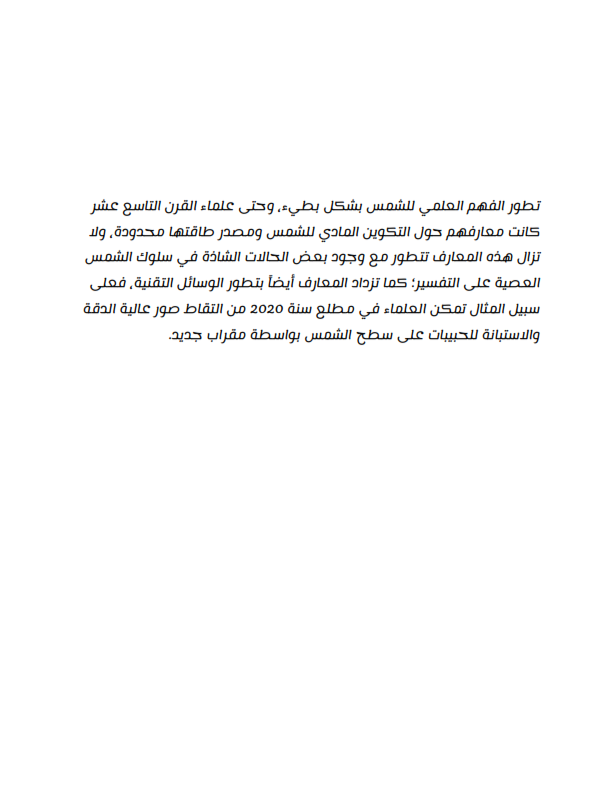 تطور الفهم العلمي للشمس بشكل بطيء، وحتى علماء القرن التاسع عشر
كانت معارفهم حول التكوين المادي للشمس ومصدر طاقتها محدودة، ولا
تزال هذه المعارف تتطور مع وجود بعض الحالات الشاذة في سلوك الشمس
العصية على التفسير؛ كما تزداد المعارف أيضاً بتطور الوسائل التقنية، فعلى
سبيل المثال تمكن العلماء في مطلع سنة 2020 من التقاط صور عالية الدقة
والاستبانة للحبيبات على سطح الشمس بواسطة مقراب جديد.